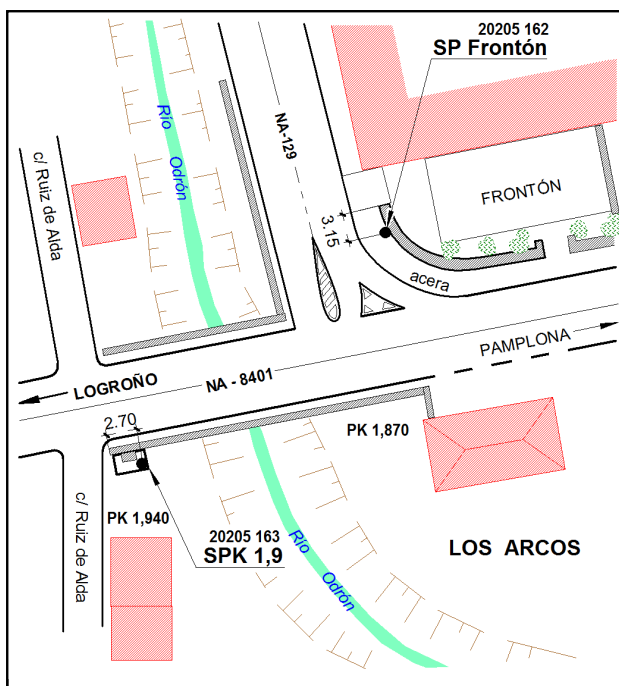 20205 162
SP Frontón
Río
Odrón
NA-129
c/ Ruiz de Alda
FRONTÓN
3.15
acera
PAMPLONA
LOGROÑO
NA - 8401
2.70
PK 1,870
c/ Ruiz de Alda
PK 1,940
20205 163
SPK 1,9
Río
Odrón
LOS ARCOS